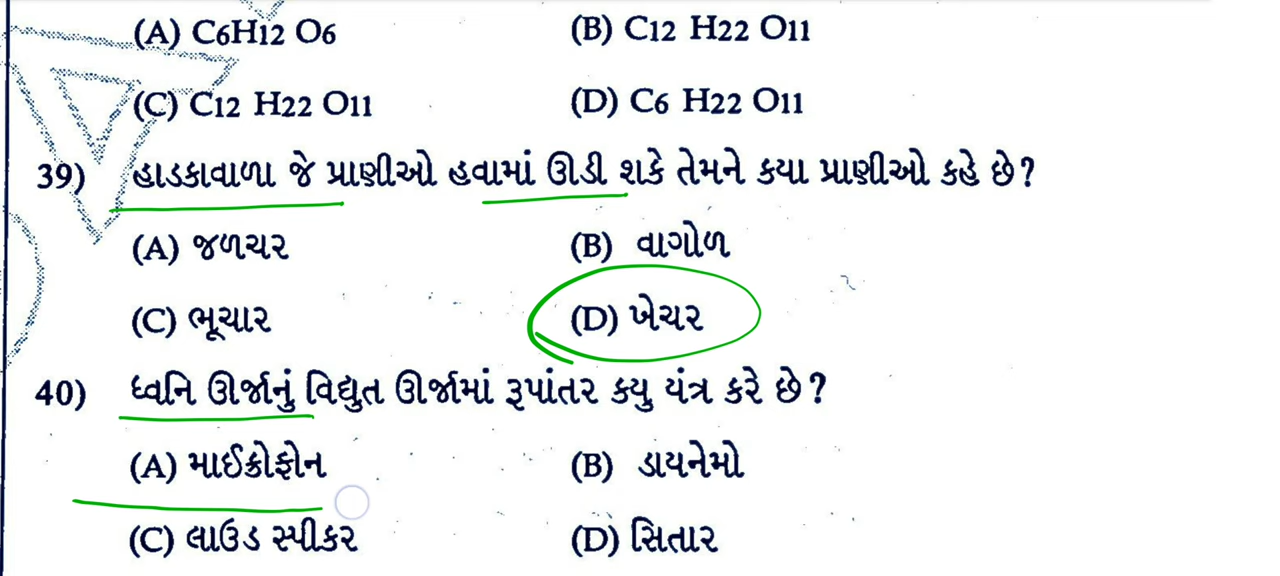 (A) C6H12 O6 (B) C12 H22 O11
(C) C12 H22 O11 (D) C6 H22 O11
39) હાડકાવાળા જે પ્રાણીઓ હવામાં ઊડી શકે તેમને કયા પ્રાણીઓ કહે છે?
(A) જળચર (B) વાગોળ
(C) ભૂચાર (D) ખેચર
40) ધ્વનિ ઊર્જાનું વિદ્યુત ઊર્જામાં રૂપાંતર ક્યુ યંત્ર કરે છે?
(A) માઈક્રોફોન (B) ડાયનેમો
(C) લાઉડ સ્પીકર (D) સિતાર